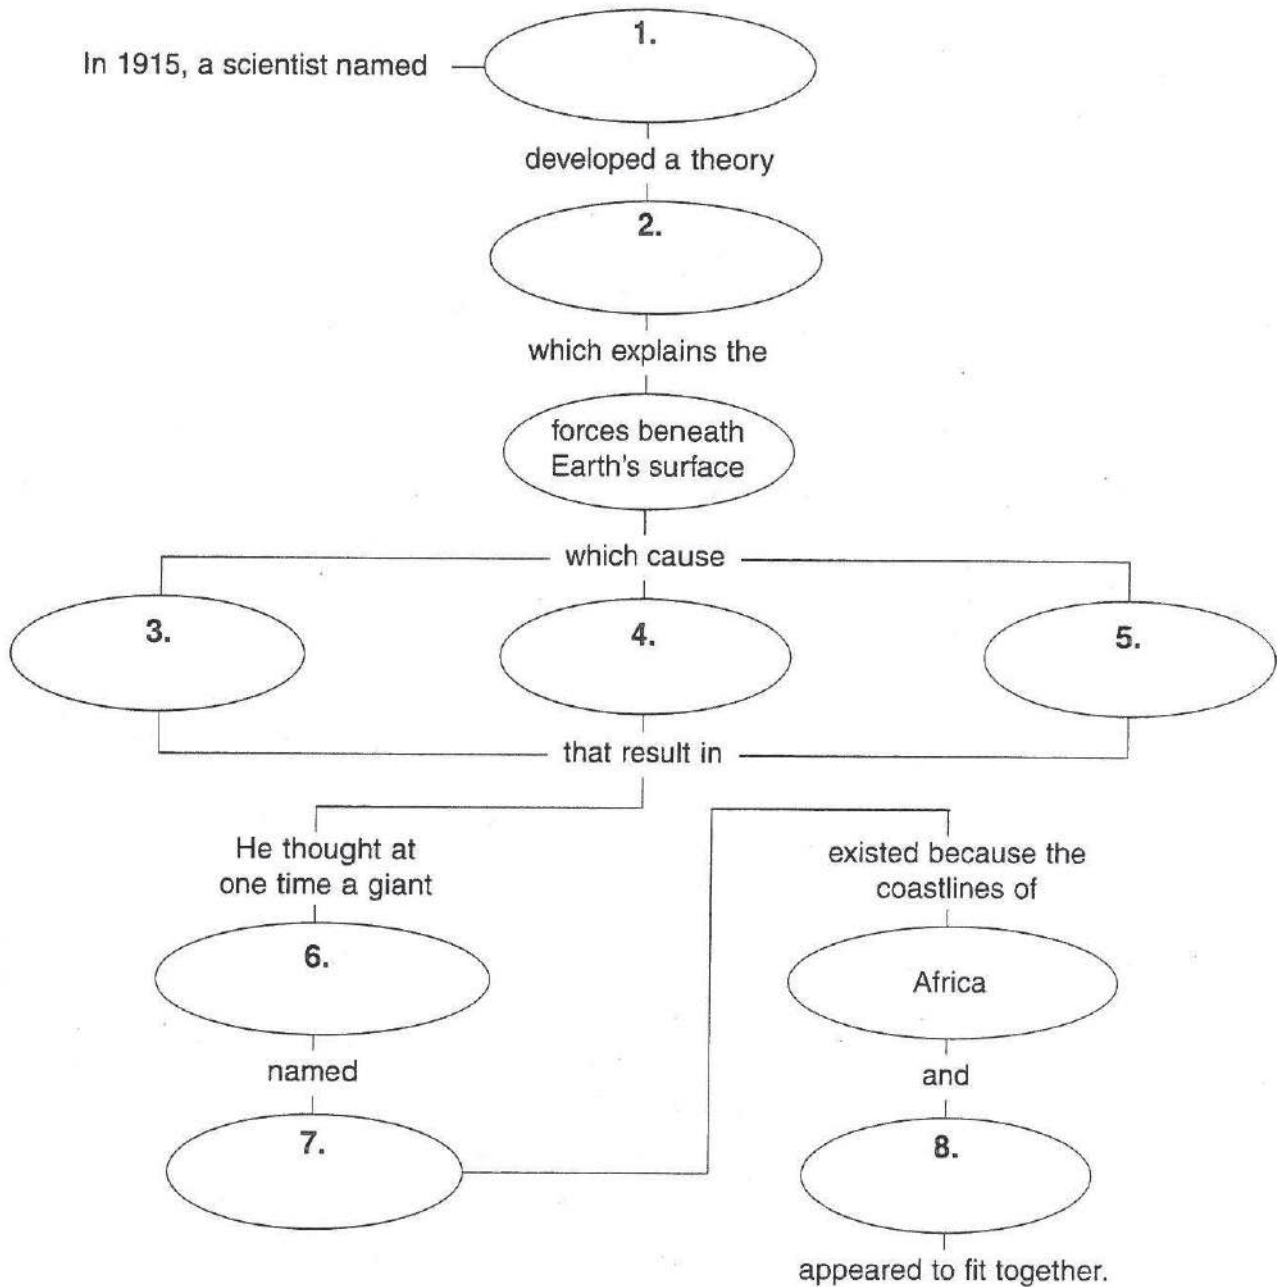 1.
In 1915, a scientist named
developed a theory
2.
which explains the
forces beneath
Earth's surface
which cause
3.
4.
5.
that result in
He thought at
one time a giant
6.
named
7.
existed because the
coastlines of
Africa
and
8.
appeared to fit together.